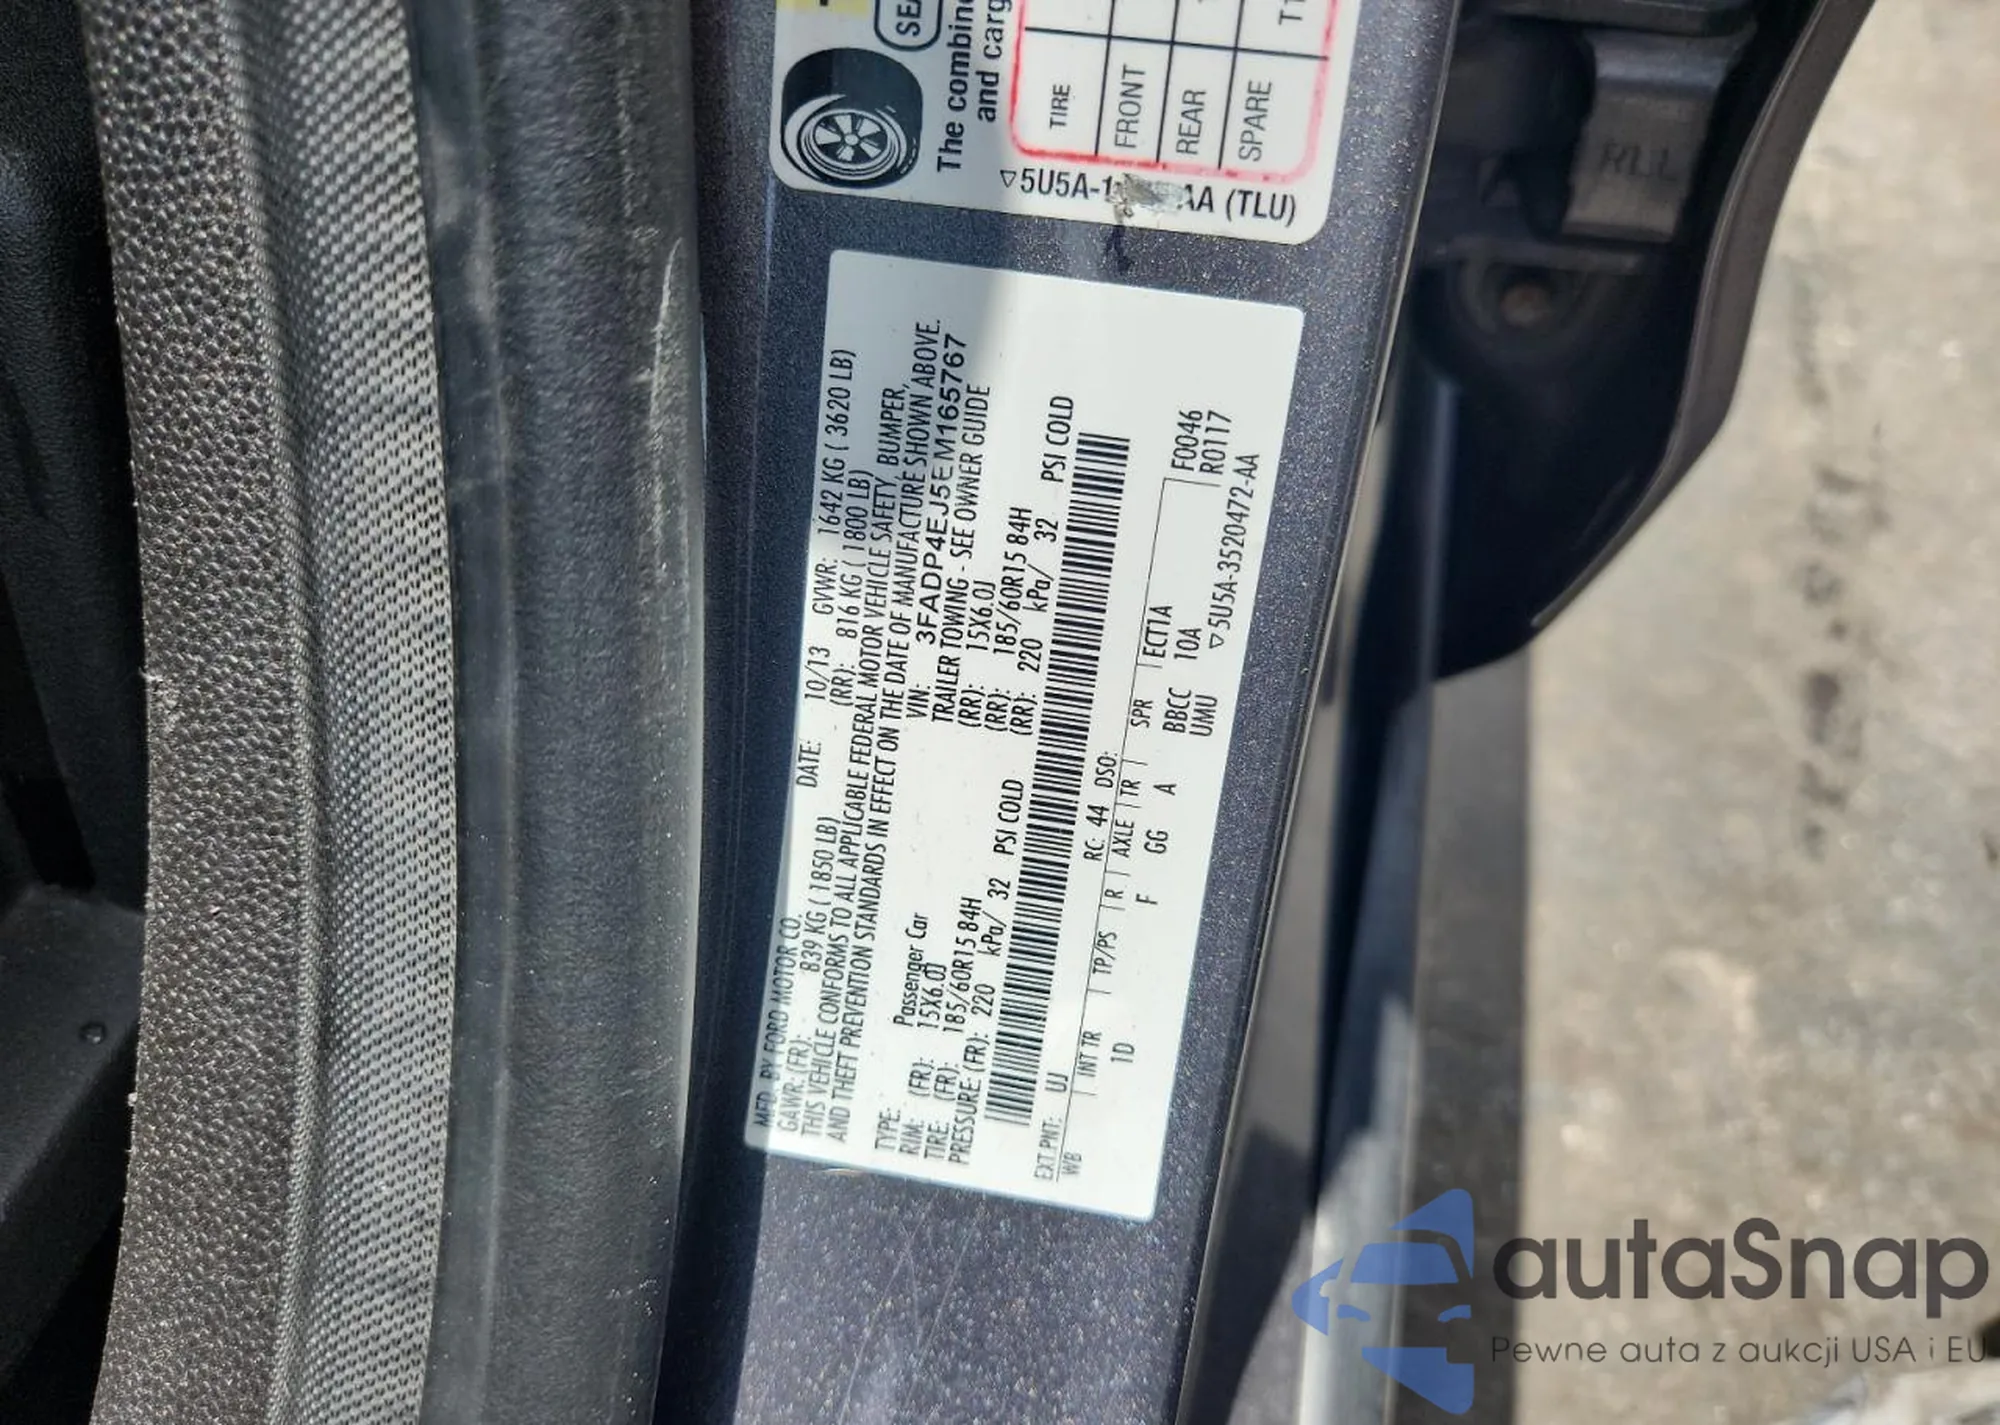 SEA
The combine
and carg
TIRE
FRONT
REAR
SPARE T1
5U5A-1 AA (TLU)
MFD. BY FORD MOTOR CO. DATE: 10/13 GVWR: 1642 KG ( 3620 LB)
GAWR: (FR): 839 KG ( 1850 LB) (RR): 816 KG ( 1800 LB)
THIS VEHICLE CONFORMS TO ALL APPLICABLE FEDERAL MOTOR VEHICLE SAFETY, BUMPER,
AND THEFT PREVENTION STANDARDS IN EFFECT ON THE DATE OF MANUFACTURE SHOWN ABOVE.
VIN: 3FADP4EJ5EM165767
TYPE: Passenger Car TRAILER TOWING - SEE OWNER GUIDE
RIM: (FR): 15X6.0J (RR): 15X6.0J
TIRE: (FR): 185/60R15 84H (RR): 185/60R15 84H
PRESSURE: (FR): 220 kPa/ 32 PSI COLD (RR): 220 kPa/ 32 PSI COLD
EXT PNT: UJ RC: 44 DSO: F0046
WB INT TR TP/PS R AXLE TR SPR R0117
1D F GG A BBCC ECT1A
UMU 10A
5U5A-3520472-AA
RLL
autaSnap
Pewne auta z aukcji USA i EU